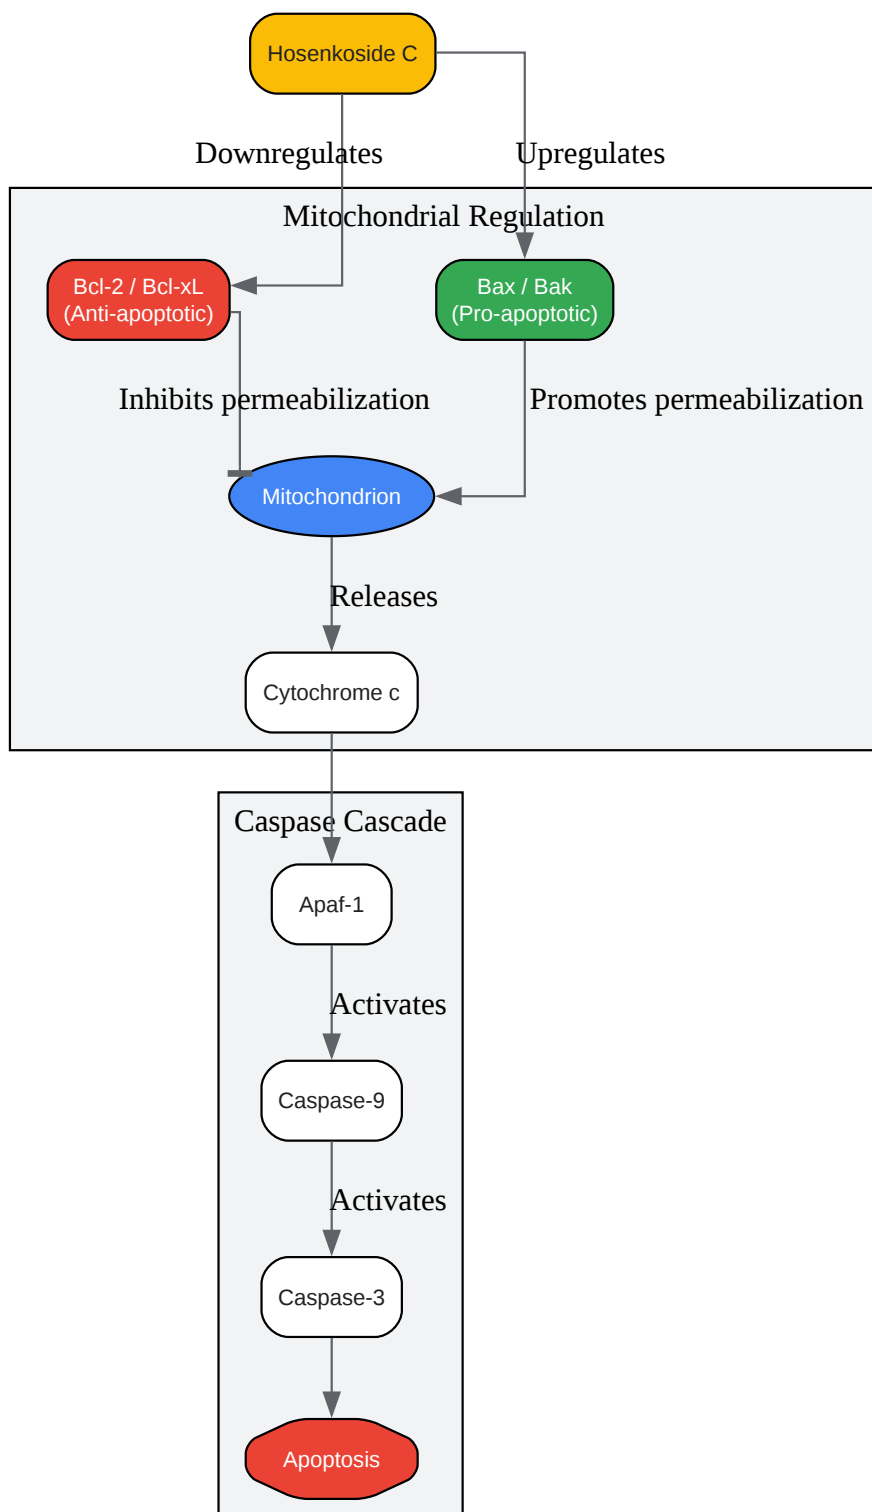 Hosenkoside C
Downregulates
Upregulates
Mitochondrial Regulation
Bcl-2 / Bcl-xL
(Anti-apoptotic)
Bax / Bak
(Pro-apoptotic)
Inhibits permeabilization
Promotes permeabilization
Mitochondrion
Releases
Cytochrome c
Caspase Cascade
Apaf-1
Activates
Caspase-9
Activates
Caspase-3
Apoptosis